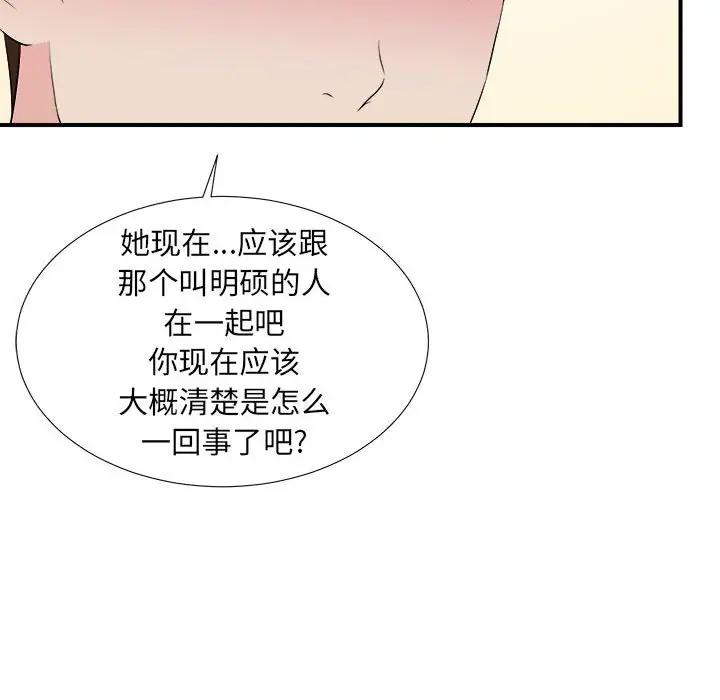 她现在...应该跟
那个叫明硕的人
在一起吧
你现在应该
大概清楚是怎么
一回事了吧?